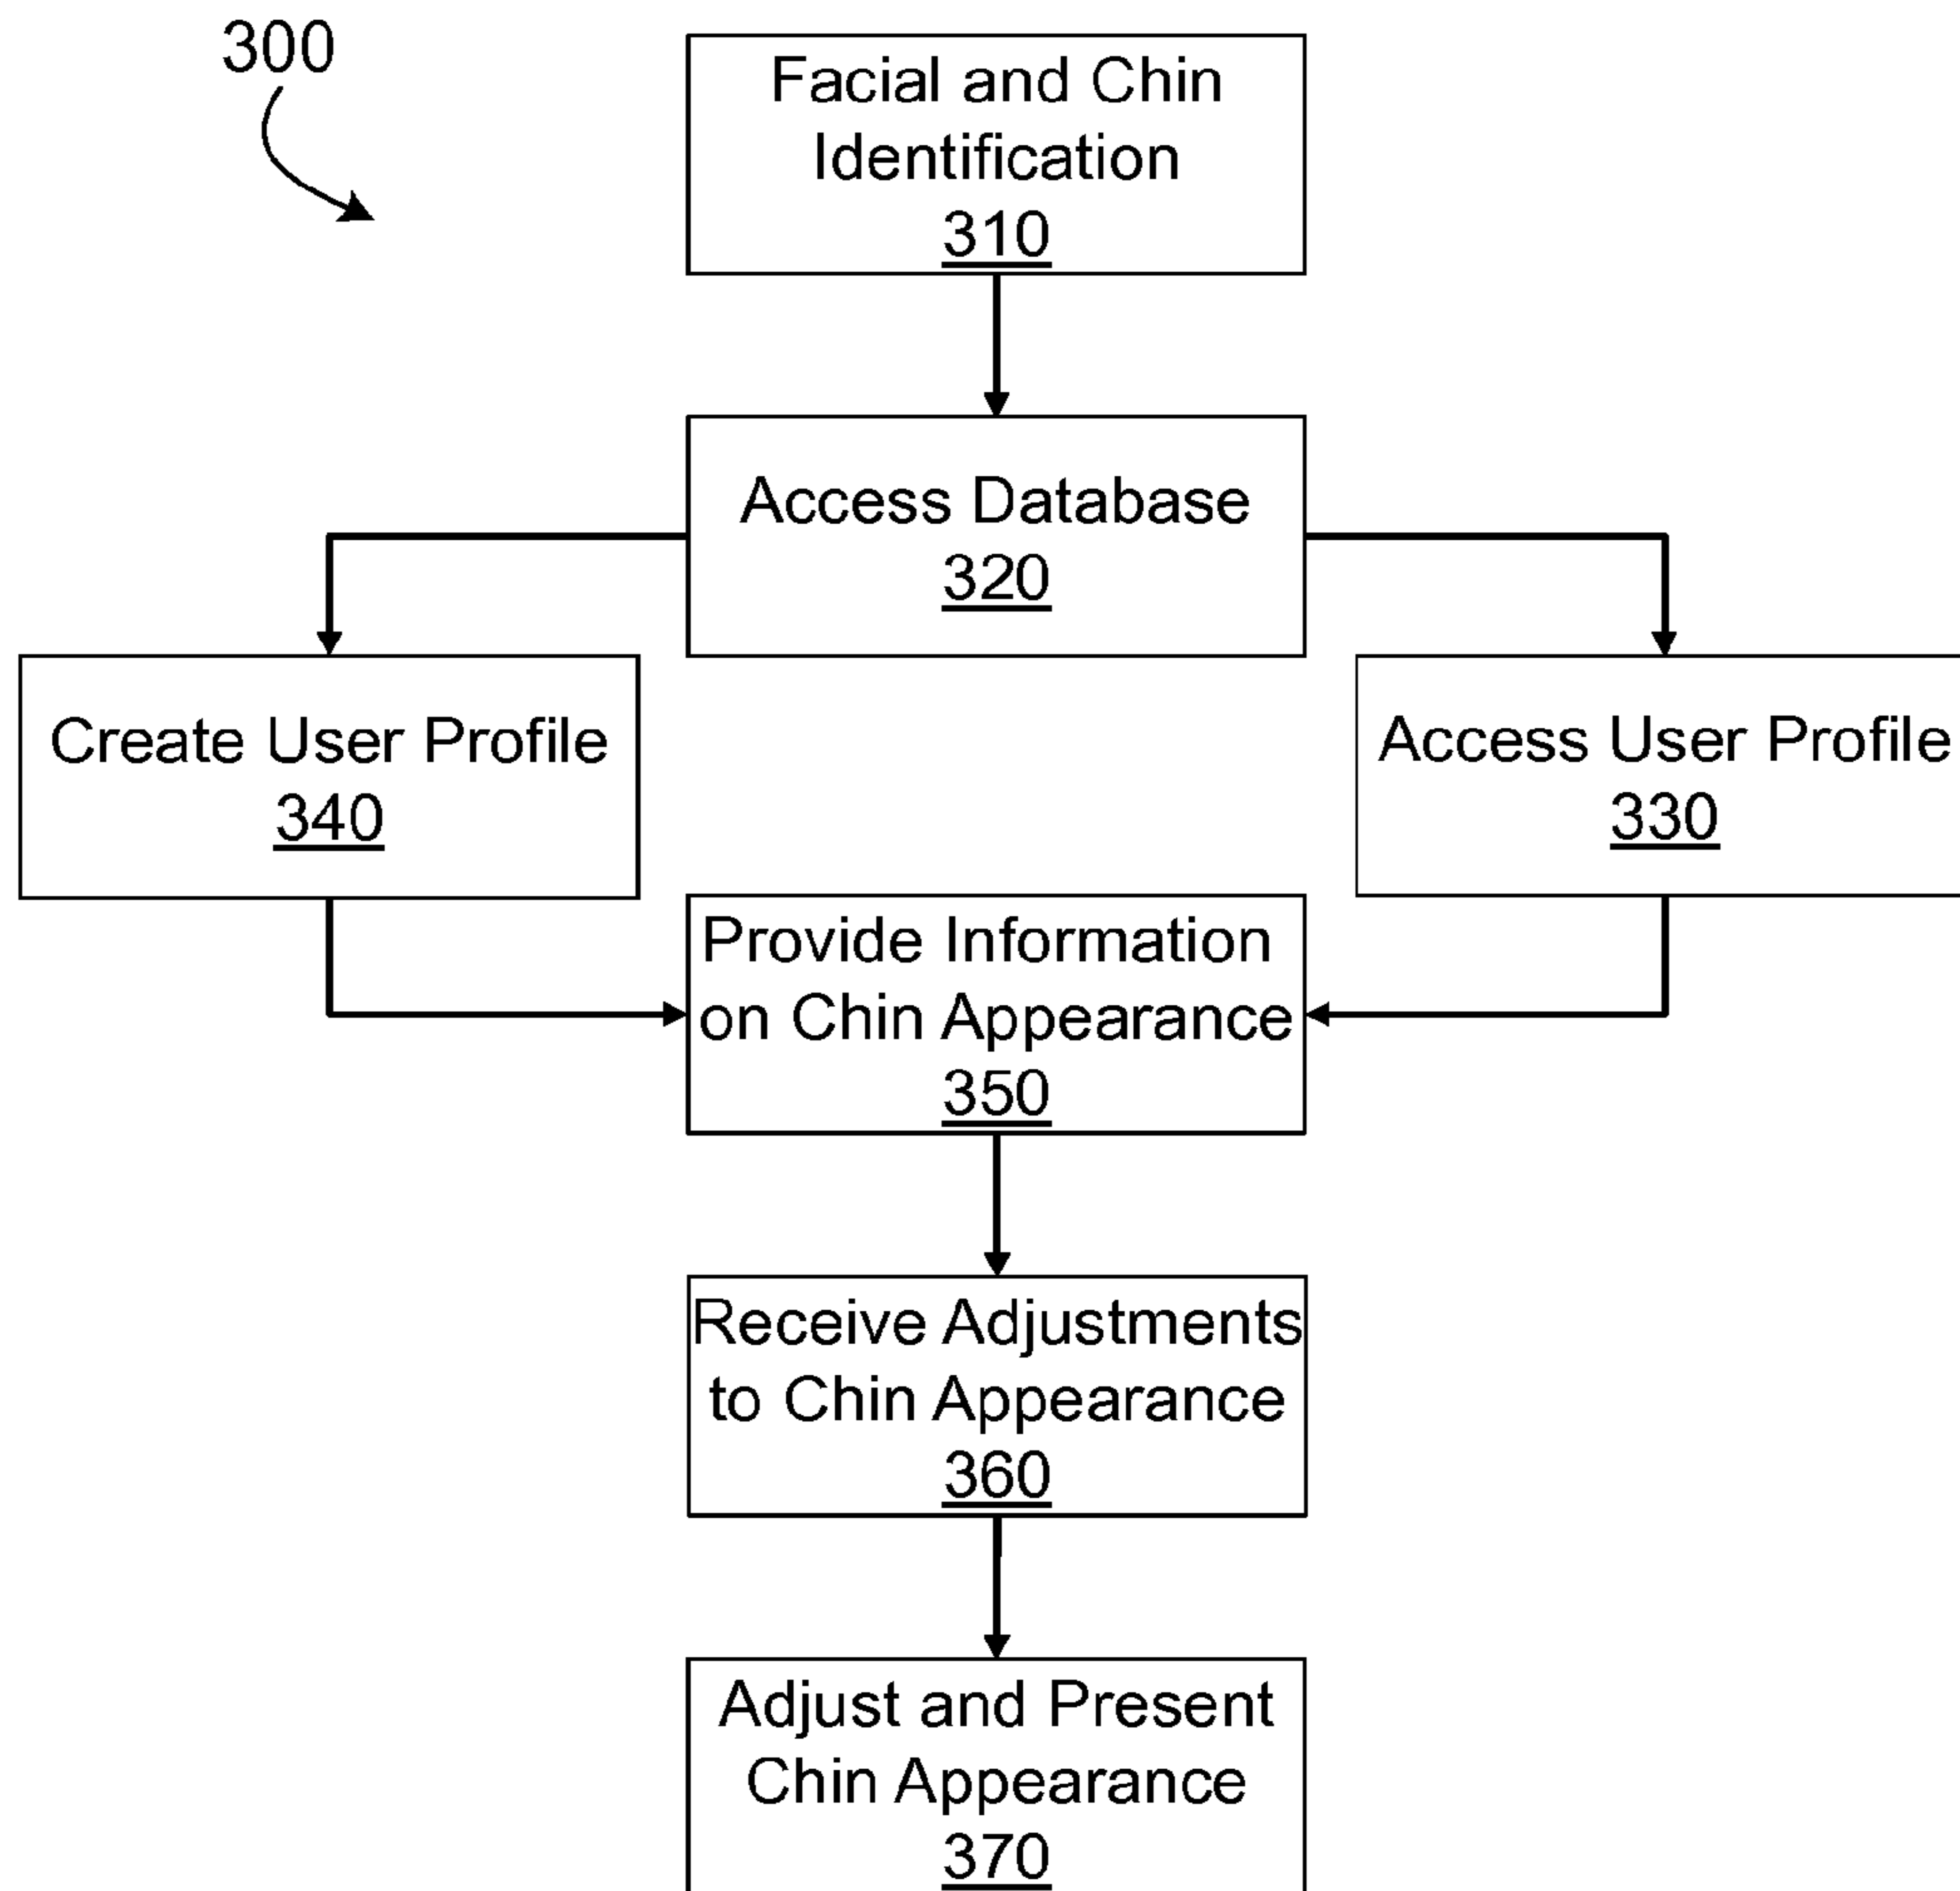 300
Facial and Chin
Identification
310
Access Database
320
Create User Profile
340
Access User Profile
330
Provide Information
on Chin Appearance
350
Receive Adjustments
to Chin Appearance
360
Adjust and Present
Chin Appearance
370